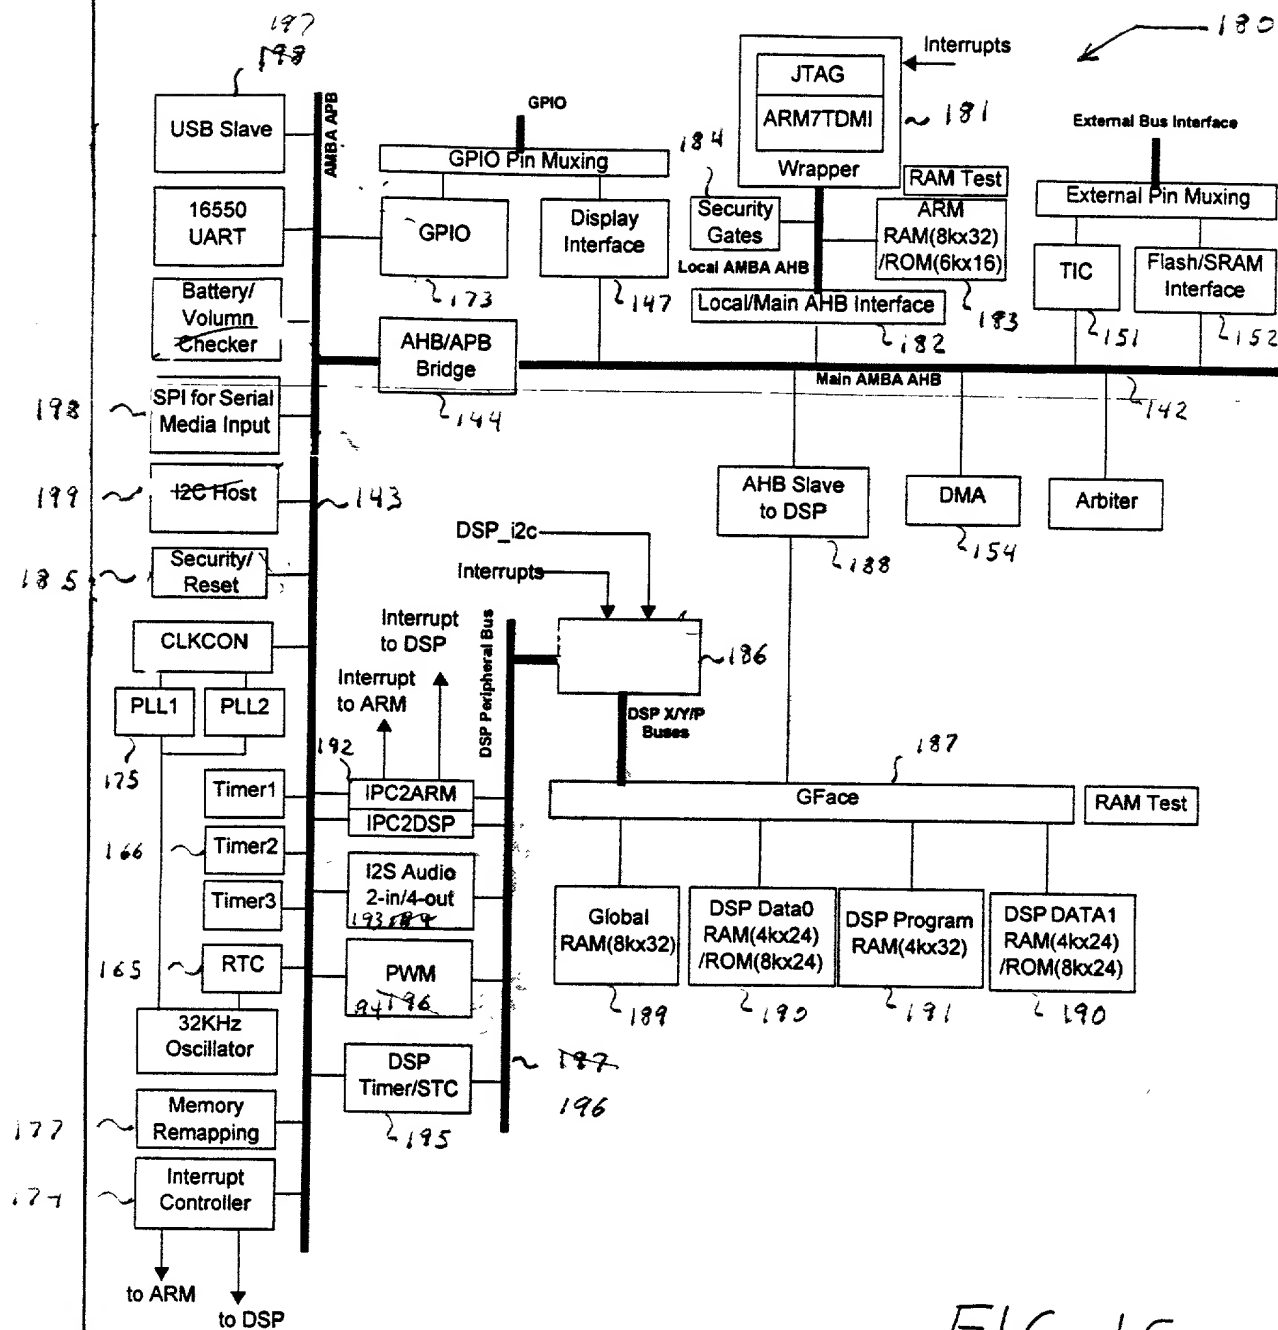 197
198
180
Interrupts
JTAG
ARM7TDMI
181
Wrapper
AMBA APB
GPIO
External Bus Interface
USB Slave
GPIO Pin Muxing
184
RAM Test
External Pin Muxing
16550
UART
GPIO
Display
Interface
Security
Gates
ARM
RAM(8kx32)
/ROM(6kx16)
TIC
Flash/SRAM
Interface
Local AMBA AHB
173
147
Local/Main AHB Interface
183
151
152
182
Battery/
Volumn
Checker
AHB/APB
Bridge
Main AMBA AHB
142
144
198
SPI for Serial
Media Input
199
I2C Host
143
AHB Slave
to DSP
DMA
Arbiter
188
154
DSP_i2c
Interrupts
185
Security/
Reset
Interrupt
to DSP
DSP Peripheral Bus
186
CLKCON
Interrupt
to ARM
PLL1
PLL2
DSP X/Y/P
Buses
175
192
187
Timer1
IPC2ARM
IPC2DSP
GFace
RAM Test
166
Timer2
I2S Audio
2-in/4-out
193
Timer3
Global
RAM(8kx32)
DSP Data0
RAM(4kx24)
/ROM(8kx24)
DSP Program
RAM(4kx32)
DSP DATA1
RAM(4kx24)
/ROM(8kx24)
165
RTC
PWM
94 196
189
190
191
190
32KHz
Oscillator
DSP
Timer/STC
187
196
195
177
Memory
Remapping
Interrupt
Controller
to ARM
to DSP
FIG. 15